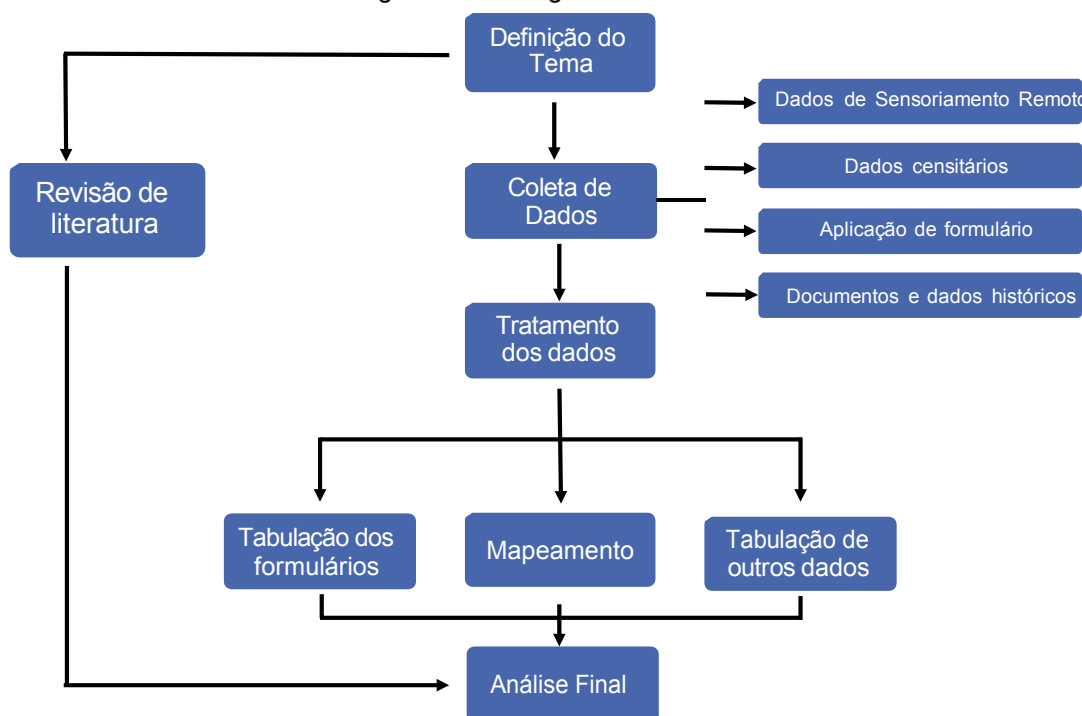 Definição do
Tema
Dados de Sensoriamento Remoto
Revisão de
literatura
Coleta de
Dados
Dados censitários
Aplicação de formulário
Documentos e dados históricos
Tratamento
dos dados
Tabulação dos
formulários
Mapeamento
Tabulação de
outros dados
Análise Final